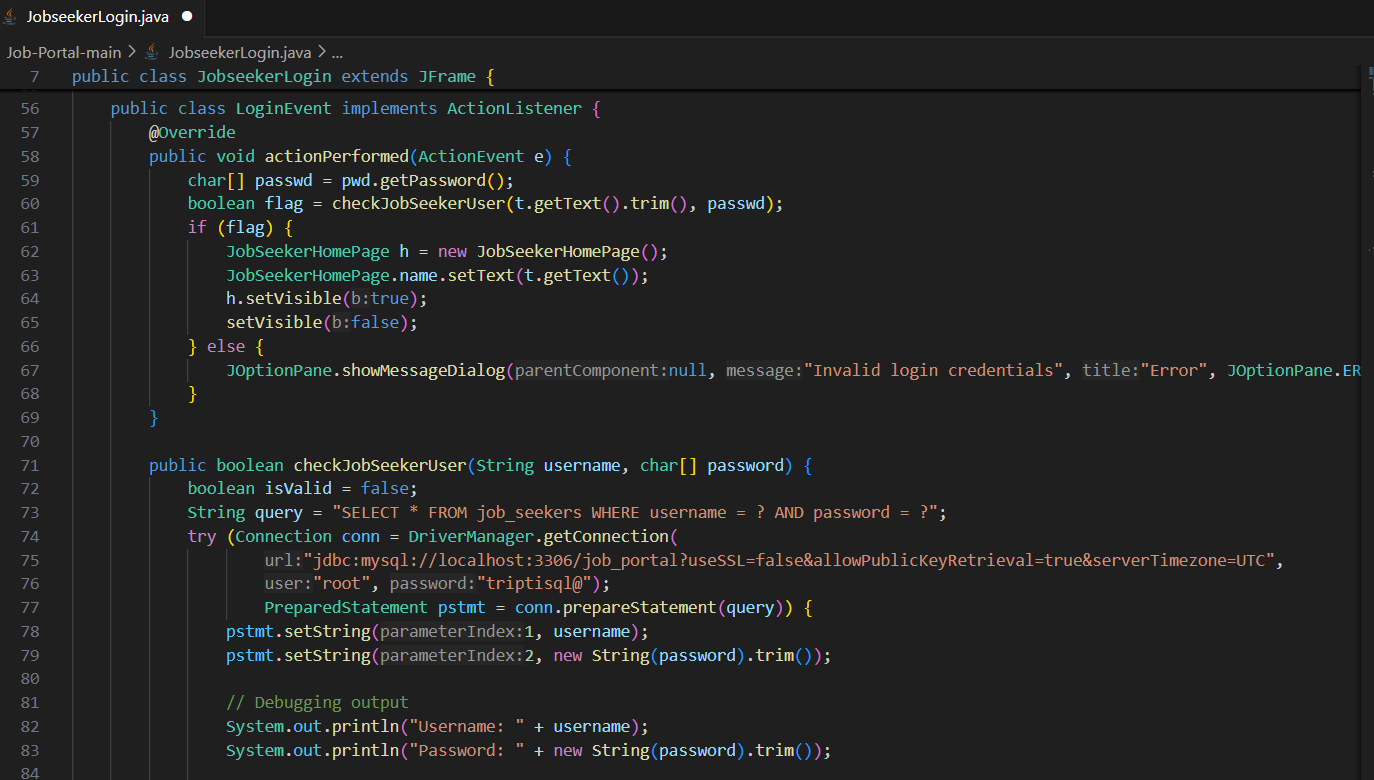 JobseekerLogin.java ●
Job-Portal-main > JobseekerLogin.java > ...
7 public class JobseekerLogin extends JFrame {
56 public class LoginEvent implements ActionListener {
57 @Override
58 public void actionPerformed(ActionEvent e) {
59 char[] passwd = pwd.getPassword();
60 boolean flag = checkJobSeekerUser(t.getText().trim(), passwd);
61 if (flag) {
62 JobSeekerHomePage h = new JobSeekerHomePage();
63 JobSeekerHomePage.name.setText(t.getText());
64 h.setVisible(b:true);
65 setVisible(b:false);
66 } else {
67 JOptionPane.showMessageDialog(parentComponent:null, message:"Invalid login credentials", title:"Error", JOptionPane.ER
68 }
69 }
70
71 public boolean checkJobSeekerUser(String username, char[] password) {
72 boolean isValid = false;
73 String query = "SELECT * FROM job_seekers WHERE username = ? AND password = ?";
74 try (Connection conn = DriverManager.getConnection(
75 url:"jdbc:mysql://localhost:3306/job_portal?useSSL=false&allowPublicKeyRetrieval=true&serverTimezone=UTC",
76 user:"root", password:"triptisql@");
77 PreparedStatement pstmt = conn.prepareStatement(query)) {
78 pstmt.setString(parameterIndex:1, username);
79 pstmt.setString(parameterIndex:2, new String(password).trim());
80
81 // Debugging output
82 System.out.println("Username: " + username);
83 System.out.println("Password: " + new String(password).trim());
84